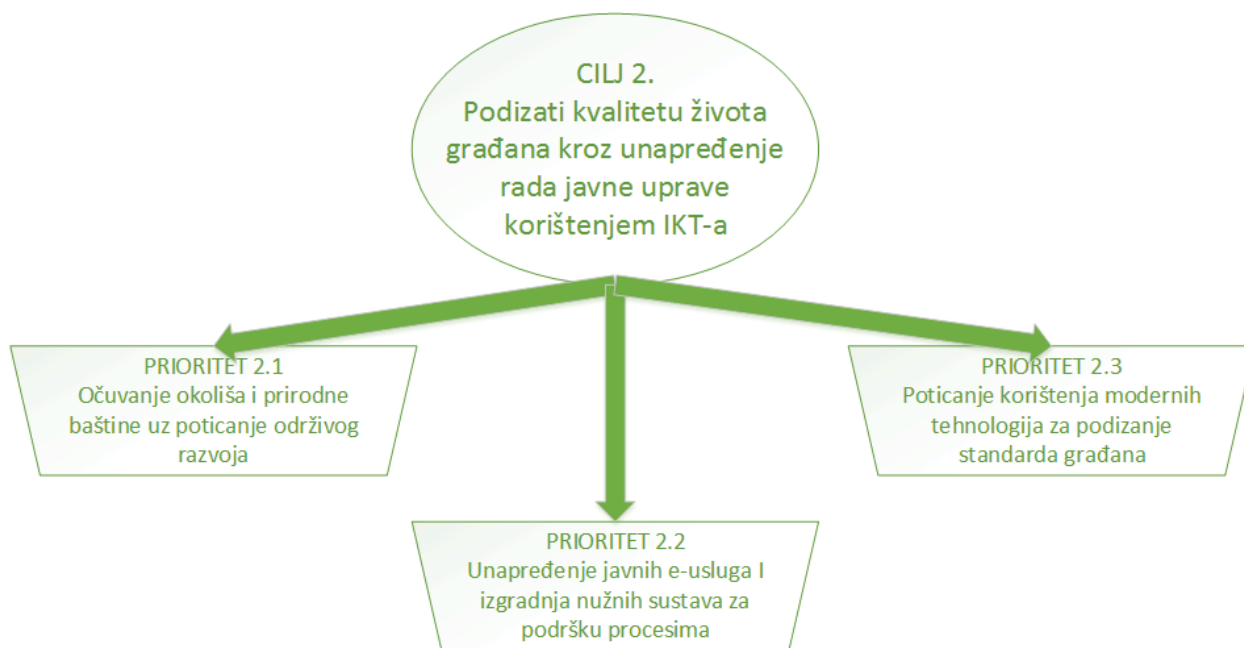 CILJ 2.
Podizati kvalitetu života
građana kroz unapređenje
rada javne uprave
korištenjem IKT-a
PRIORITET 2.1
Očuvanje okoliša i prirodne
baštine uz poticanje održivog
razvoja
PRIORITET 2.2
Unapređenje javnih e-usluga I
izgradnja nužnih sustava za
podršku procesima
PRIORITET 2.3
Poticanje korištenja modernih
tehnologija za podizanje
standarda građana